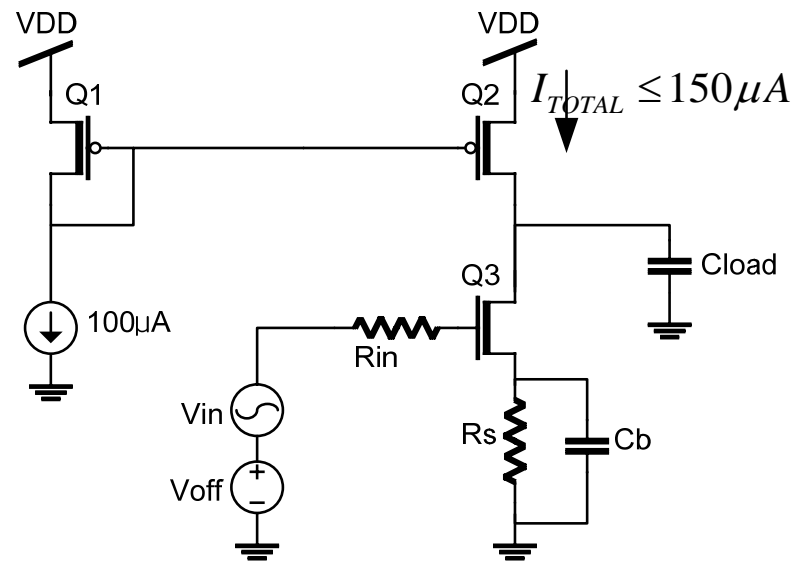 VDD
VDD
Q1
Q2
I_TOTAL ≤ 150μA
Q3
Cload
100μA
Rin
Vin
Rs
Cb
Voff